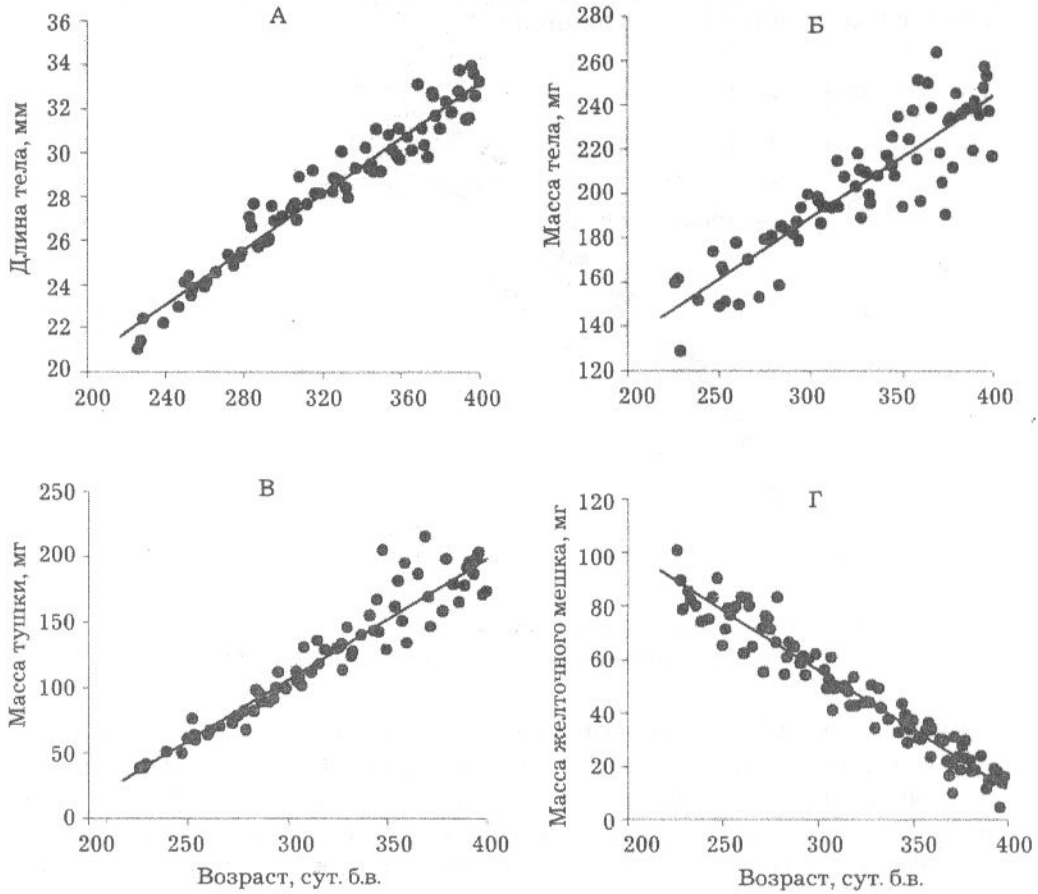 А
Длина тела, мм
36
34
32
30
28
26
24
22
20
200 240 280 320 360 400
Б
Масса тела, мг
280
260
240
220
200
180
160
140
120
200 250 300 350 400
В
Масса тушки, мг
250
200
150
100
50
0
200 250 300 350 400
Возраст, сут. б.в.
Г
Масса желточного мешка, мг
120
100
80
60
40
20
0
200 250 300 350 400
Возраст, сут. б.в.